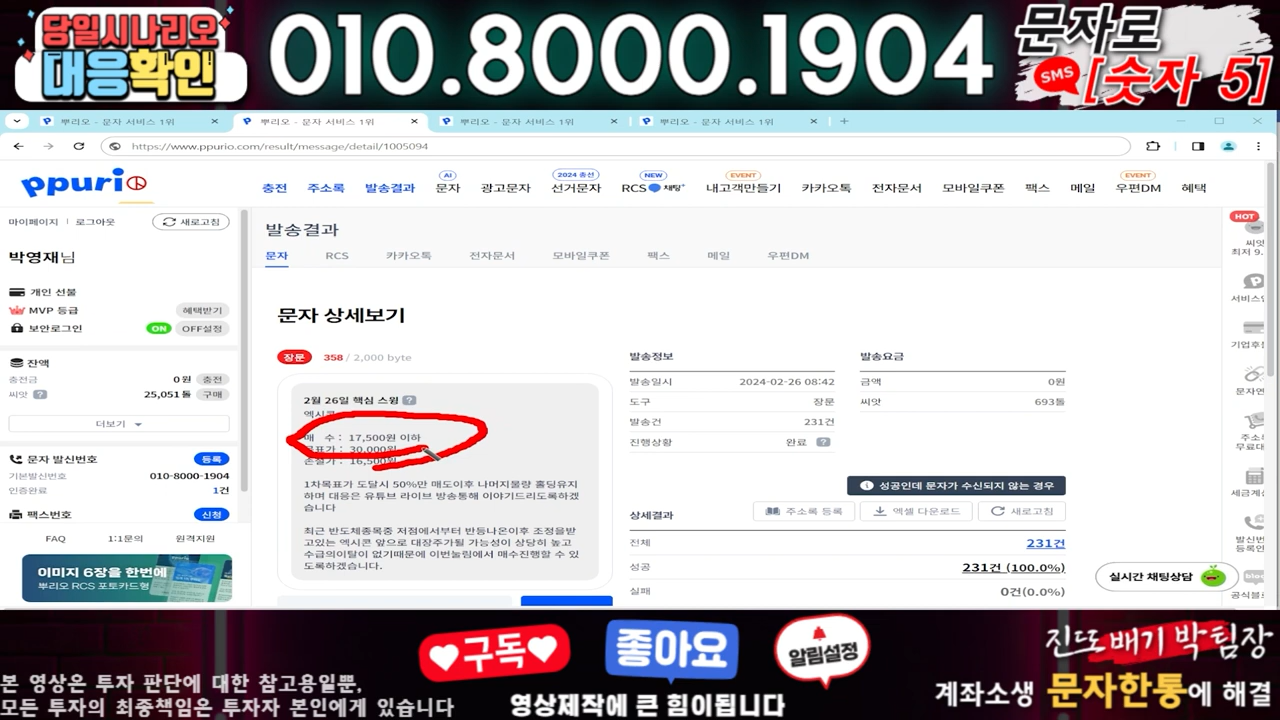 당일시나리오
대응확인
010.8000.1904
문자로
SMS [숫자 5]
뿌리오 - 문자 서비스 1위
뿌리오 - 문자 서비스 1위
뿌리오 - 문자 서비스 1위
뿌리오 - 문자 서비스 1위
https://www.ppurio.com/result/message/detail/1005094
ppurio
충전
주소록
발송결과
AI
문자
광고문자
2024 총선
선거문자
NEW
RCS 채팅+
EVENT
내고객만들기
카카오톡
전자문서
모바일쿠폰
팩스
메일
EVENT
우편DM
혜택
마이페이지 | 로그아웃
새로고침
박영재님
개인 선불
MVP 등급 혜택받기
보안로그인 ON OFF설정
잔액
충전금 0원 충전
씨앗 ? 25,051톨 구매
더보기
문자 발신번호 등록
기본발신번호 010-8000-1904
인증완료 1건
팩스번호 신청
FAQ 1:1문의 원격지원
이미지 6장을 한번에
뿌리오 RCS 포토카드형
발송결과
문자 RCS 카카오톡 전자문서 모바일쿠폰 팩스 메일 우편DM
문자 상세보기
장문 358 / 2,000 byte
2월 26일 핵심 스윙 ?
엑시콘
매 수 : 17,500원 이하
목표가 : 30,000원
손절가 : 16,500원
1차목표가 도달시 50%만 매도이후 나머지물량 홀딩유지
하며 대응은 유튜브 라이브 방송통해 이야기드리도록하겠
습니다
최근 반도체종목중 저점에서부터 반등나온이후 조정을받
고있는 엑시콘 앞으로 대장주가될 가능성이 상당히 높고
수급의이탈이 없기때문에 이번눌림에서 매수진행할 수 있
도록하겠습니다.
발송정보
발송일시 2024-02-26 08:42
도구 장문
발송건 231건
진행상황 완료 ?
발송요금
금액 0원
씨앗 693톨
성공인데 문자가 수신되지 않는 경우
상세결과
주소록 등록
엑셀 다운로드
새로고침
전체 231건
성공 231건 (100.0%)
실패 0건(0.0%)
HOT
씨앗
최저 9.
실시간 채팅상담
본 영상은 투자 판단에 대한 참고용일뿐,
모든 투자의 최종책임은 투자자 본인에게 있습니다
구독
좋아요
알림설정
영상제작에 큰 힘이됩니다
진또배기 박팀장
계좌소생 문자한통에 해결